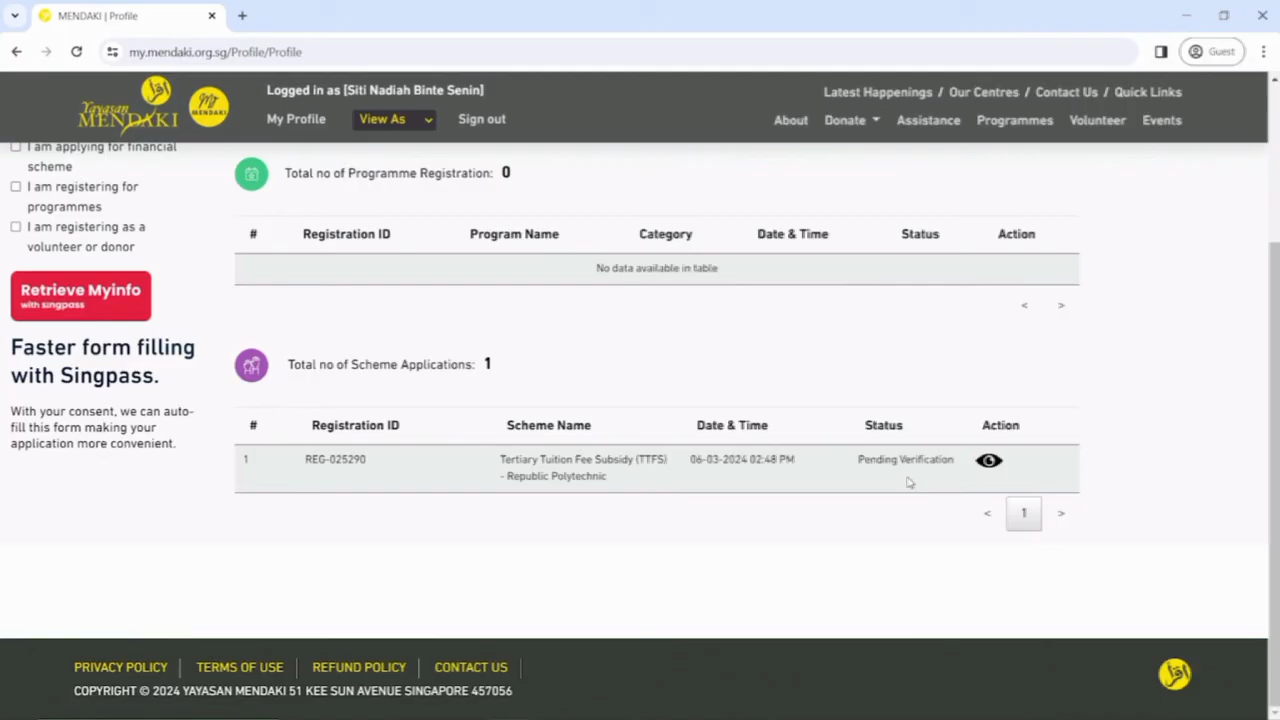 MENDAKI | Profile
my.mendaki.org.sg/Profile/Profile
Guest
Yayasan
MENDAKI
MENDAKI
Logged in as [Siti Nadiah Binte Senin]
Latest Happenings / Our Centres / Contact Us / Quick Links
My Profile
View As
Sign out
About
Donate
Assistance
Programmes
Volunteer
Events
I am applying for financial
scheme
I am registering for
programmes
I am registering as a
volunteer or donor
Retrieve Myinfo
with singpass
Faster form filling
with Singpass.
With your consent, we can auto-
fill this form making your
application more convenient.
Total no of Programme Registration: 0
# Registration ID Program Name Category Date & Time Status Action
No data available in table
< >
Total no of Scheme Applications: 1
# Registration ID Scheme Name Date & Time Status Action
1 REG-025290 Tertiary Tuition Fee Subsidy (TTFS) 06-03-2024 02:48 PM Pending Verification
- Republic Polytechnic
< 1 >
PRIVACY POLICY | TERMS OF USE | REFUND POLICY | CONTACT US |
COPYRIGHT © 2024 YAYASAN MENDAKI 51 KEE SUN AVENUE SINGAPORE 457056